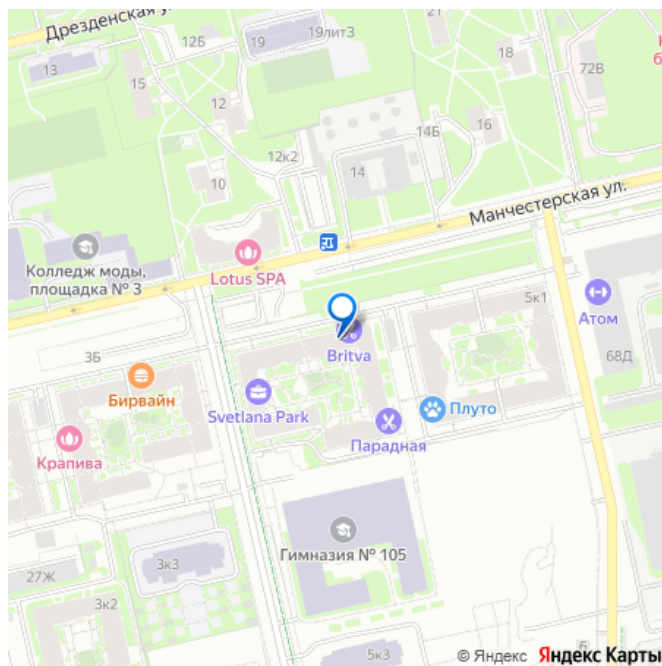 Дрезденская у
21
12Б
19
19лит3
18
13
15
72В
12
16
14Б
12к2
14
10
Манчестерская ул.
Колледж моды,
площадка № 3
Lotus SPA
5к1
Атом
Britva
3Б
68Д
Бирвайн
Svetlana Park
Плуто
Крапива
Парадная
Гимназия № 105
27Ж
3к3
3к2
5к3
© Яндекс Яндекс Карты